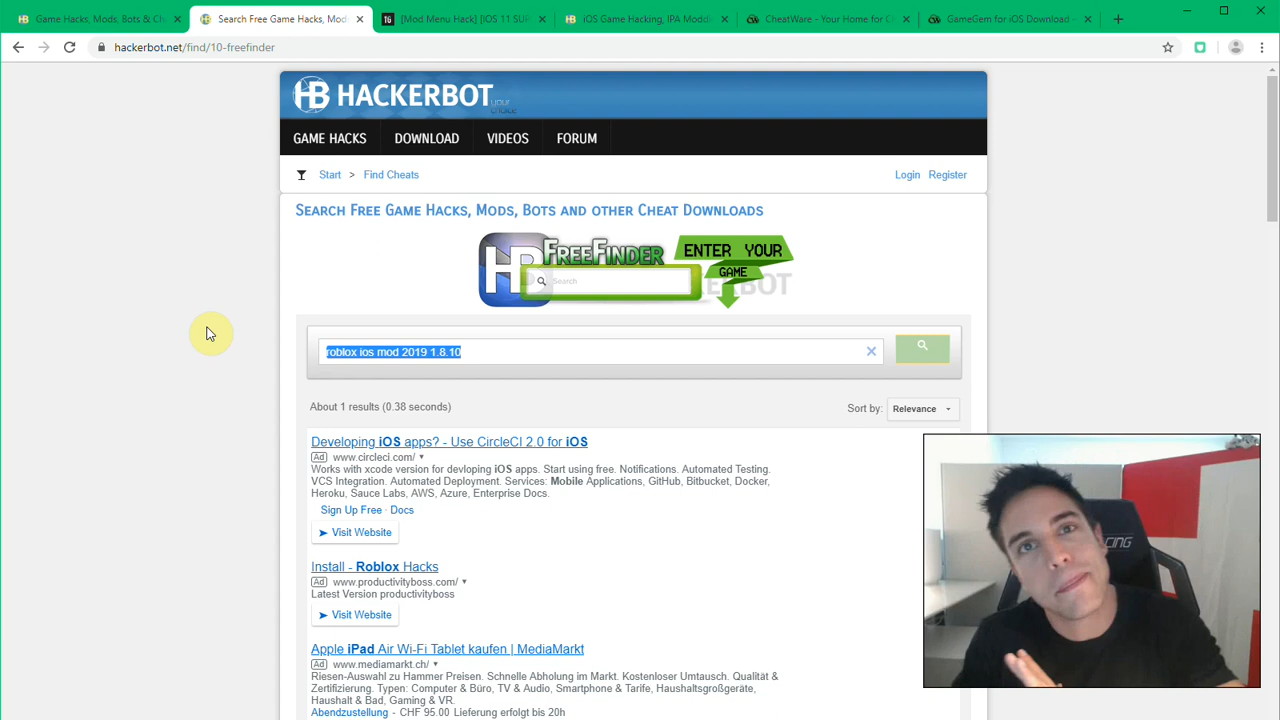 Game Hacks, Mods, Bots & Ch
Search Free Game Hacks, Mod
[Mod Menu Hack] [IOS 11 SUP
iOS Game Hacking, IPA Moddi
CheatWare – Your Home for C
GameGem for iOS Download –
hackerbot.net/find/10-freefinder
HB HACKERBOT
your choice
GAME HACKS DOWNLOAD VIDEOS FORUM
Start > Find Cheats
Login Register
Search Free Game Hacks, Mods, Bots and other Cheat Downloads
FREEFINDER
ENTER YOUR
GAME
Search
roblox ios mod 2019 1.8.10
About 1 results (0.38 seconds)
Sort by: Relevance
Developing iOS apps? - Use CircleCI 2.0 for iOS
Ad www.circleci.com/
Works with xcode version for devloping iOS apps. Start using free. Notifications. Automated Testing.
VCS Integration. Automated Deployment. Services: Mobile Applications, GitHub, Bitbucket, Docker,
Heroku, Sauce Labs, AWS, Azure, Enterprise Docs.
Sign Up Free · Docs
Visit Website
Install - Roblox Hacks
Ad www.productivityboss.com/
Latest Version productivityboss
Visit Website
Apple iPad Air Wi-Fi Tablet kaufen | MediaMarkt
Ad www.mediamarkt.ch/
Riesen-Auswahl zu Hammer Preisen. Schnelle Abholung im Markt. Kostenloser Umtausch. Qualität &
Zertifizierung. Typen: Computer & Büro, TV & Audio, Smartphone & Tarife, Haushaltsgroßgeräte,
Haushalt & Bad, Gaming & VR.
Abendzustellung - CHF 95.00 Lieferung erfolgt bis 20h